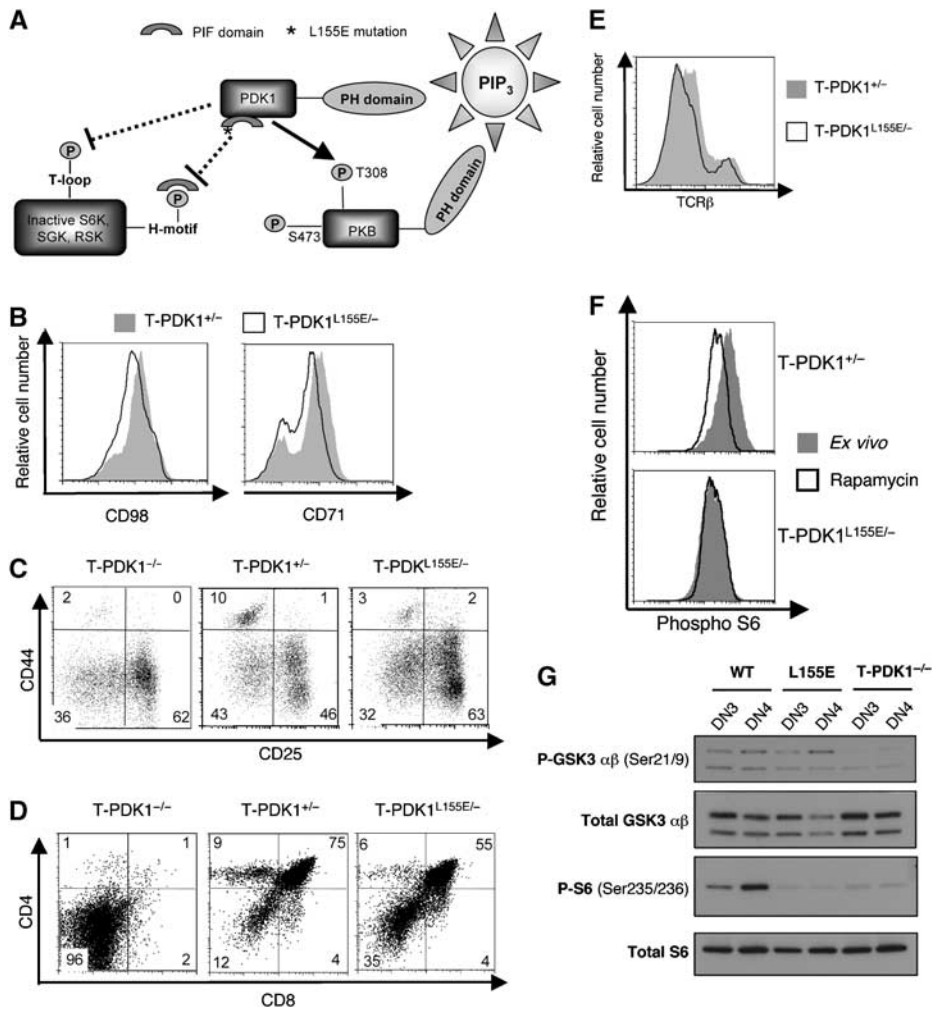 A
PIF domain
* L155E mutation
PDK1
PH domain
PIP3
*
P
T-loop
P
H-motif
Inactive S6K,
SGK, RSK
P
T308
P
S473
PKB
PH domain
B
T-PDK1+/–
T-PDK1L155E/–
Relative cell number
CD98
CD71
C
T-PDK1–/–
T-PDK1+/–
T-PDKL155E/–
2
0
36
62
10
1
43
46
3
2
32
63
CD44
CD25
D
T-PDK1–/–
T-PDK1+/–
T-PDK1L155E/–
1
1
96
2
9
75
12
4
6
55
35
4
CD4
CD8
E
Relative cell number
TCRβ
T-PDK1+/–
T-PDK1L155E/–
F
Relative cell number
T-PDK1+/–
Ex vivo
Rapamycin
T-PDK1L155E/–
Phospho S6
G
WT
L155E
T-PDK1–/–
DN3
DN4
DN3
DN4
DN3
DN4
P-GSK3 αβ (Ser21/9)
Total GSK3 αβ
P-S6 (Ser235/236)
Total S6